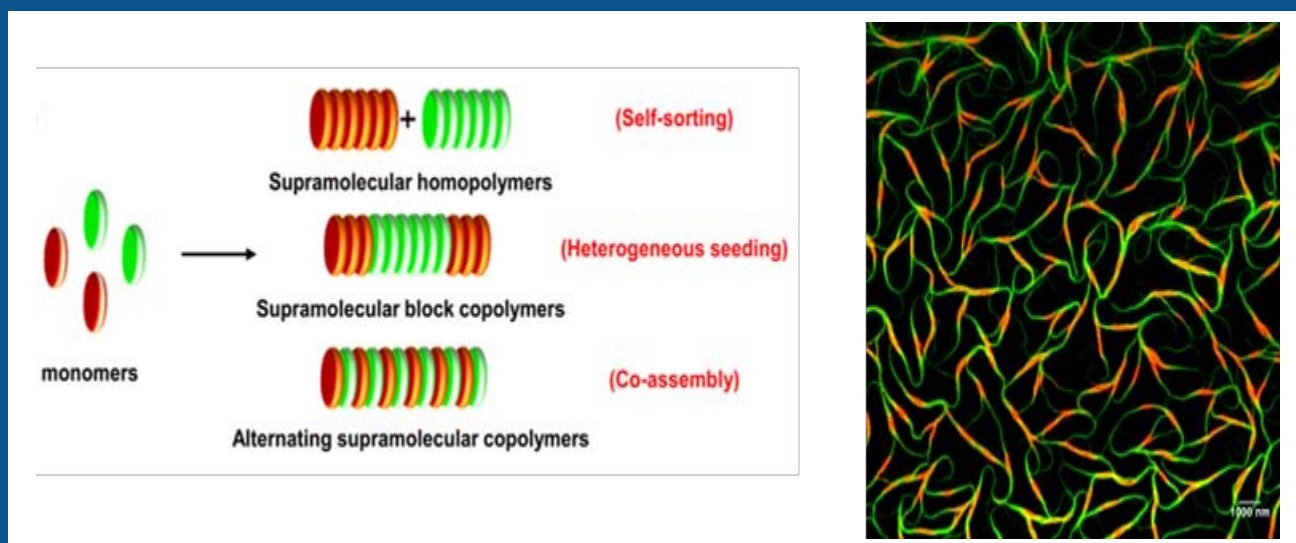 +
(Self-sorting)
Supramolecular homopolymers
(Heterogeneous seeding)
Supramolecular block copolymers
monomers
(Co-assembly)
Alternating supramolecular copolymers
1000 nm